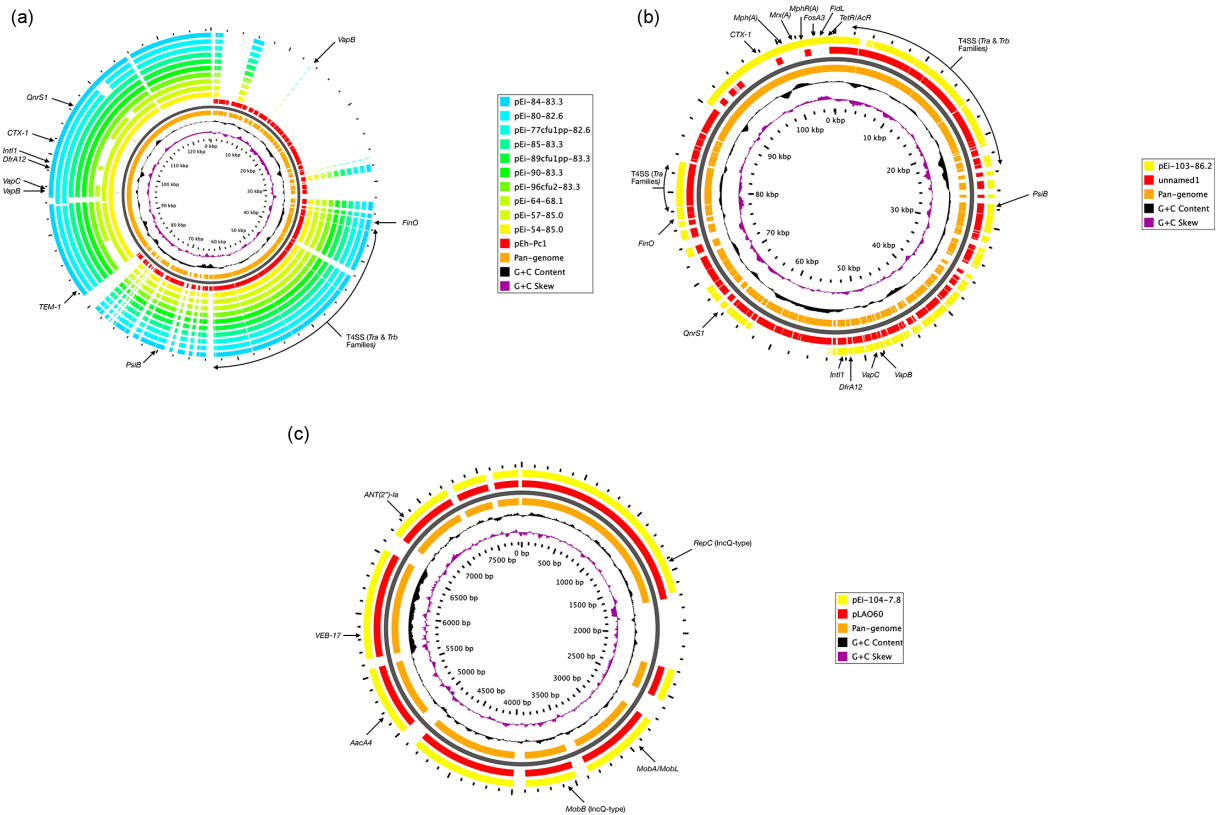 (a)
VapB
QnrS1
CTX-1
IntI1
DfrA12
VapC
VapB
TEM-1
PsiB
FinO
T4SS (Tra & Trb
Families)
0 kbp
10 kbp
20 kbp
30 kbp
40 kbp
50 kbp
60 kbp
70 kbp
80 kbp
90 kbp
100 kbp
110 kbp
120 kbp
pEi-84-83.3
pEi-80-82.6
pEi-77cfu1pp-82.6
pEi-85-83.3
pEi-89cfu1pp-83.3
pEi-90-83.3
pEi-96cfu2-83.3
pEi-64-68.1
pEi-57-85.0
pEi-54-85.0
pEh-Pc1
Pan-genome
G+C Content
G+C Skew
(b)
CTX-1
Mph(A)
Mrx(A)
MphR(A)
FosA3
FidL
TetR/AcR
T4SS (Tra & Trb
Families)
T4SS (Tra
Families)
FinO
QnrS1
IntI1
DfrA12
VapC
VapB
PsiB
0 kbp
10 kbp
20 kbp
30 kbp
40 kbp
50 kbp
60 kbp
70 kbp
80 kbp
90 kbp
100 kbp
pEi-103-86.2
unnamed1
Pan-genome
G+C Content
G+C Skew
(c)
ANT(2")-Ia
RepC (IncQ-type)
VEB-17
AacA4
MobA/MobL
MobB (IncQ-type)
0 bp
500 bp
1000 bp
1500 bp
2000 bp
2500 bp
3000 bp
3500 bp
4000 bp
4500 bp
5000 bp
5500 bp
6000 bp
6500 bp
7000 bp
7500 bp
pEi-104-7.8
pLAO60
Pan-genome
G+C Content
G+C Skew